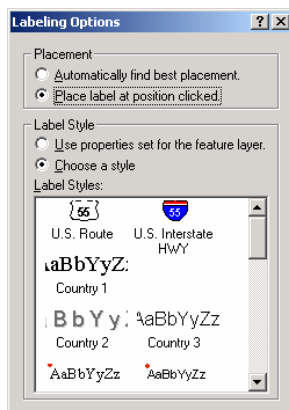 Labeling Options
Placement
Automatically find best placement.
Place label at position clicked.
Label Style
Use properties set for the feature layer.
Choose a style
Label Styles:
55 55
U.S. Route U.S. Interstate
HWY
AaBbYyZ
Country 1
BbYy AaBbYyZz
Country 2 Country 3
AaBbYyZz AaBbYyZz